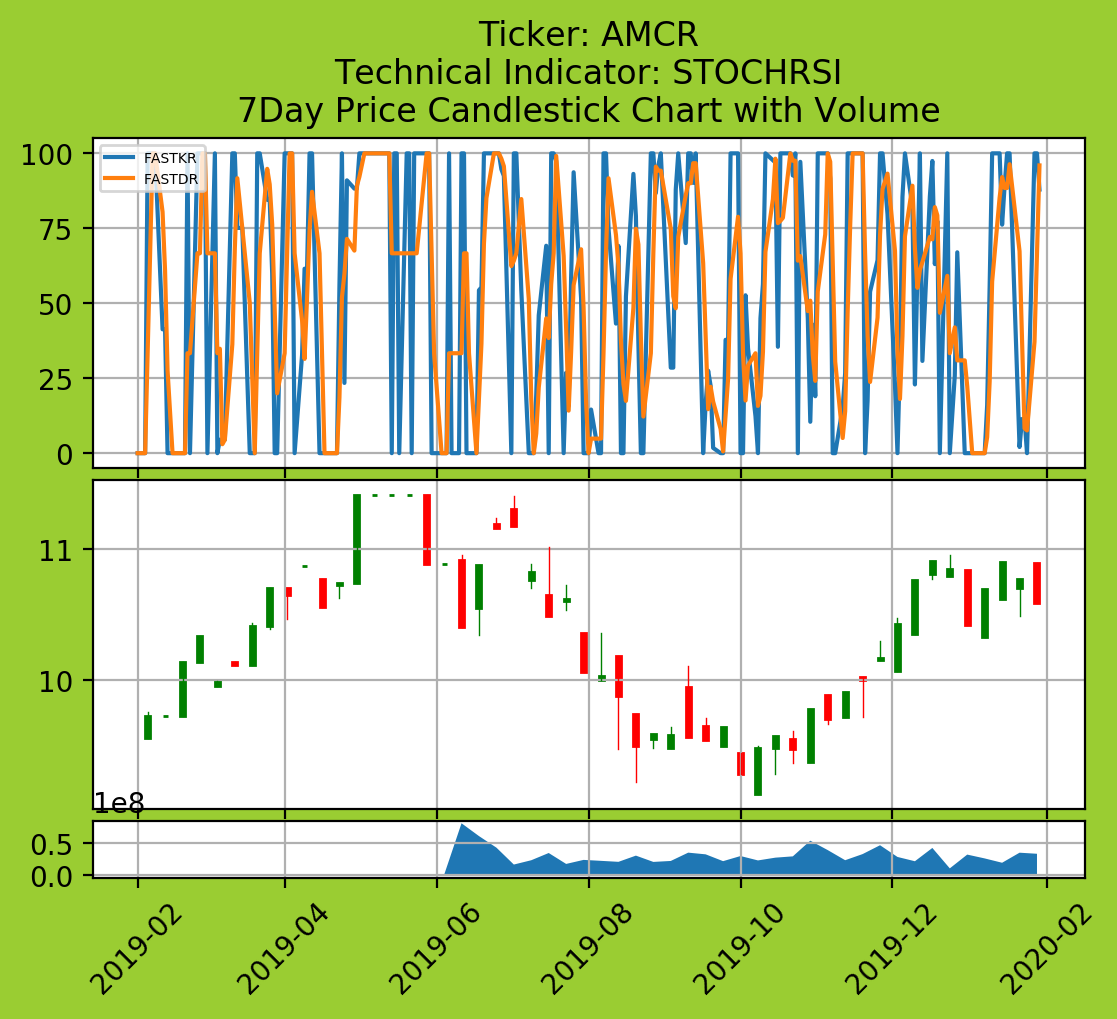 Ticker: AMCR
Technical Indicator: STOCHRSI
7Day Price Candlestick Chart with Volume
100
75
50
25
0
FASTKR
FASTDR
11
10
1e8
0.5
0.0
2019-02
2019-04
2019-06
2019-08
2019-10
2019-12
2020-02